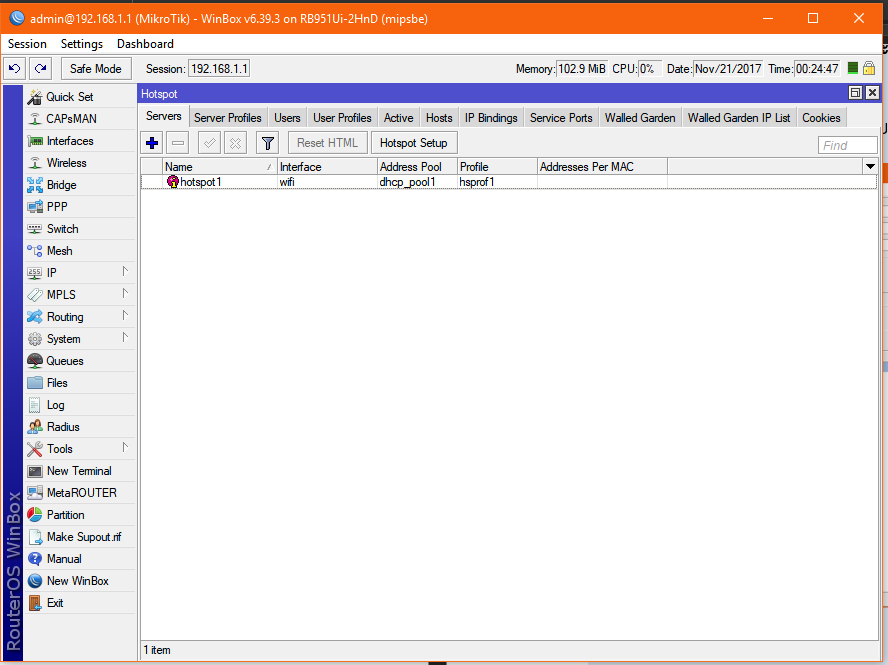 admin@192.168.1.1 (MikroTik) - WinBox v6.39.3 on RB951Ui-2HnD (mipsbe)
Session Settings Dashboard
Safe Mode Session: 192.168.1.1 Memory: 102.9 MiB CPU: 0% Date: Nov/21/2017 Time: 00:24:47
Hotspot
Servers Server Profiles Users User Profiles Active Hosts IP Bindings Service Ports Walled Garden Walled Garden IP List Cookies
Reset HTML Hotspot Setup Find
Name Interface Address Pool Profile Addresses Per MAC
hotspot1 wifi dhcp_pool1 hsprof1
Quick Set
CAPsMAN
Interfaces
Wireless
Bridge
PPP
Switch
Mesh
IP
MPLS
Routing
System
Queues
Files
Log
Radius
Tools
New Terminal
MetaROUTER
Partition
Make Supout.rif
Manual
New WinBox
Exit
RouterOS WinBox
1 item